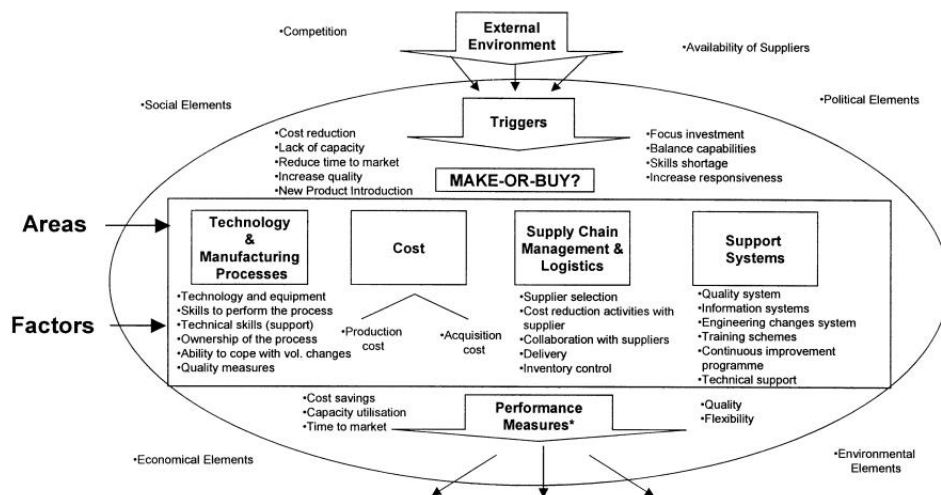 External
Environment
•Competition
•Availability of Suppliers
•Social Elements
•Political Elements
Triggers
•Cost reduction
•Lack of capacity
•Reduce time to market
•Increase quality
•New Product Introduction
•Focus investment
•Balance capabilities
•Skills shortage
•Increase responsiveness
MAKE-OR-BUY?
Areas
Technology
&
Manufacturing
Processes
Cost
Supply Chain
Management &
Logistics
Support
Systems
Factors
•Technology and equipment
•Skills to perform the process
•Technical skills (support)
•Ownership of the process
•Ability to cope with vol. changes
•Quality measures
•Production
cost
•Acquisition
cost
•Supplier selection
•Cost reduction activities with
supplier
•Collaboration with suppliers
•Delivery
•Inventory control
•Quality system
•Information systems
•Engineering changes system
•Training schemes
•Continuous improvement
programme
•Technical support
•Cost savings
•Capacity utilisation
•Time to market
Performance
Measures*
•Quality
•Flexibility
•Economical Elements
•Environmental
Elements